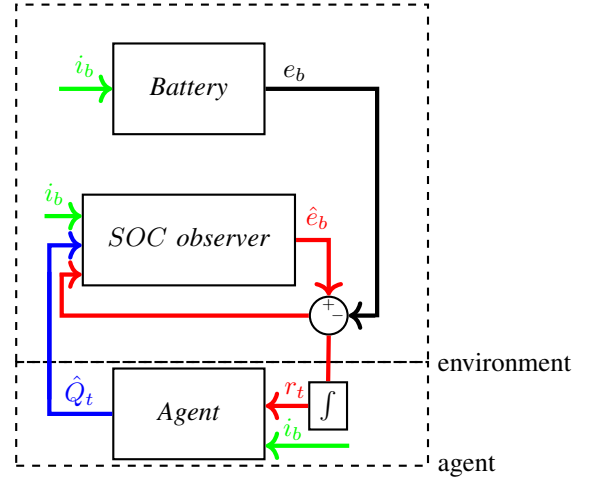 i_b
Battery
e_b
i_b
SOC observer
ê_b
+
−
environment
Q̂_t
Agent
r_t
∫
i_b
agent